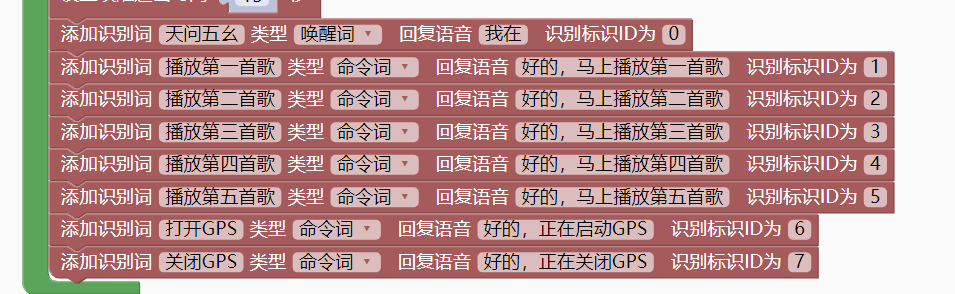 添加识别词 天问五幺 类型 唤醒词 回复语音 我在 识别标识ID为 0
添加识别词 播放第一首歌 类型 命令词 回复语音 好的，马上播放第一首歌 识别标识ID为 1
添加识别词 播放第二首歌 类型 命令词 回复语音 好的，马上播放第二首歌 识别标识ID为 2
添加识别词 播放第三首歌 类型 命令词 回复语音 好的，马上播放第三首歌 识别标识ID为 3
添加识别词 播放第四首歌 类型 命令词 回复语音 好的，马上播放第四首歌 识别标识ID为 4
添加识别词 播放第五首歌 类型 命令词 回复语音 好的，马上播放第五首歌 识别标识ID为 5
添加识别词 打开GPS 类型 命令词 回复语音 好的，正在启动GPS 识别标识ID为 6
添加识别词 关闭GPS 类型 命令词 回复语音 好的，正在关闭GPS 识别标识ID为 7